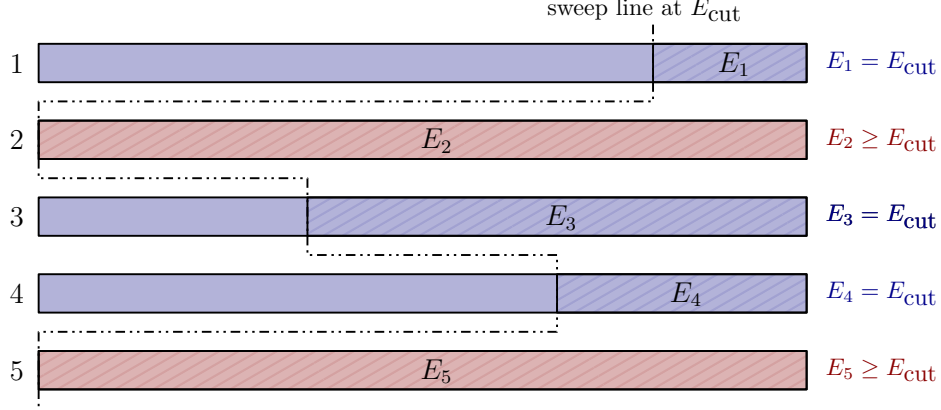 sweep line at E_cut
1 E_1 E_1 = E_cut
2 E_2 E_2 ≥ E_cut
3 E_3 E_3 = E_cut
4 E_4 E_4 = E_cut
5 E_5 E_5 ≥ E_cut